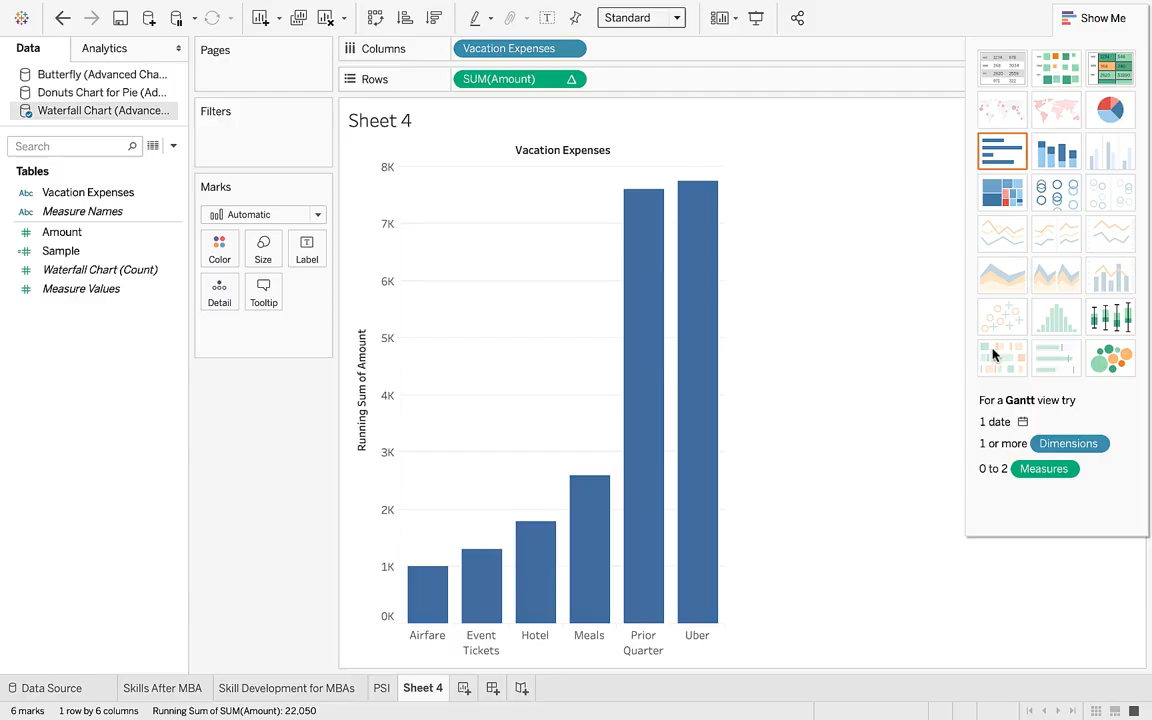 Standard
Show Me
Data
Analytics
Pages
Columns
Vacation Expenses
Rows
SUM(Amount)
Butterfly (Advanced Cha...
Donuts Chart for Pie (Ad...
Waterfall Chart (Advance...
Search
Tables
Abc Vacation Expenses
Abc Measure Names
Amount
Sample
Waterfall Chart (Count)
Measure Values
Filters
Marks
Automatic
Color
Size
Label
Detail
Tooltip
Sheet 4
Vacation Expenses
Running Sum of Amount
8K
7K
6K
5K
4K
3K
2K
1K
0K
Airfare
Event
Tickets
Hotel
Meals
Prior
Quarter
Uber
For a Gantt view try
1 date
1 or more Dimensions
0 to 2 Measures
Data Source
Skills After MBA
Skill Development for MBAs
PSI
Sheet 4
6 marks
1 row by 6 columns
Running Sum of SUM(Amount): 22,050